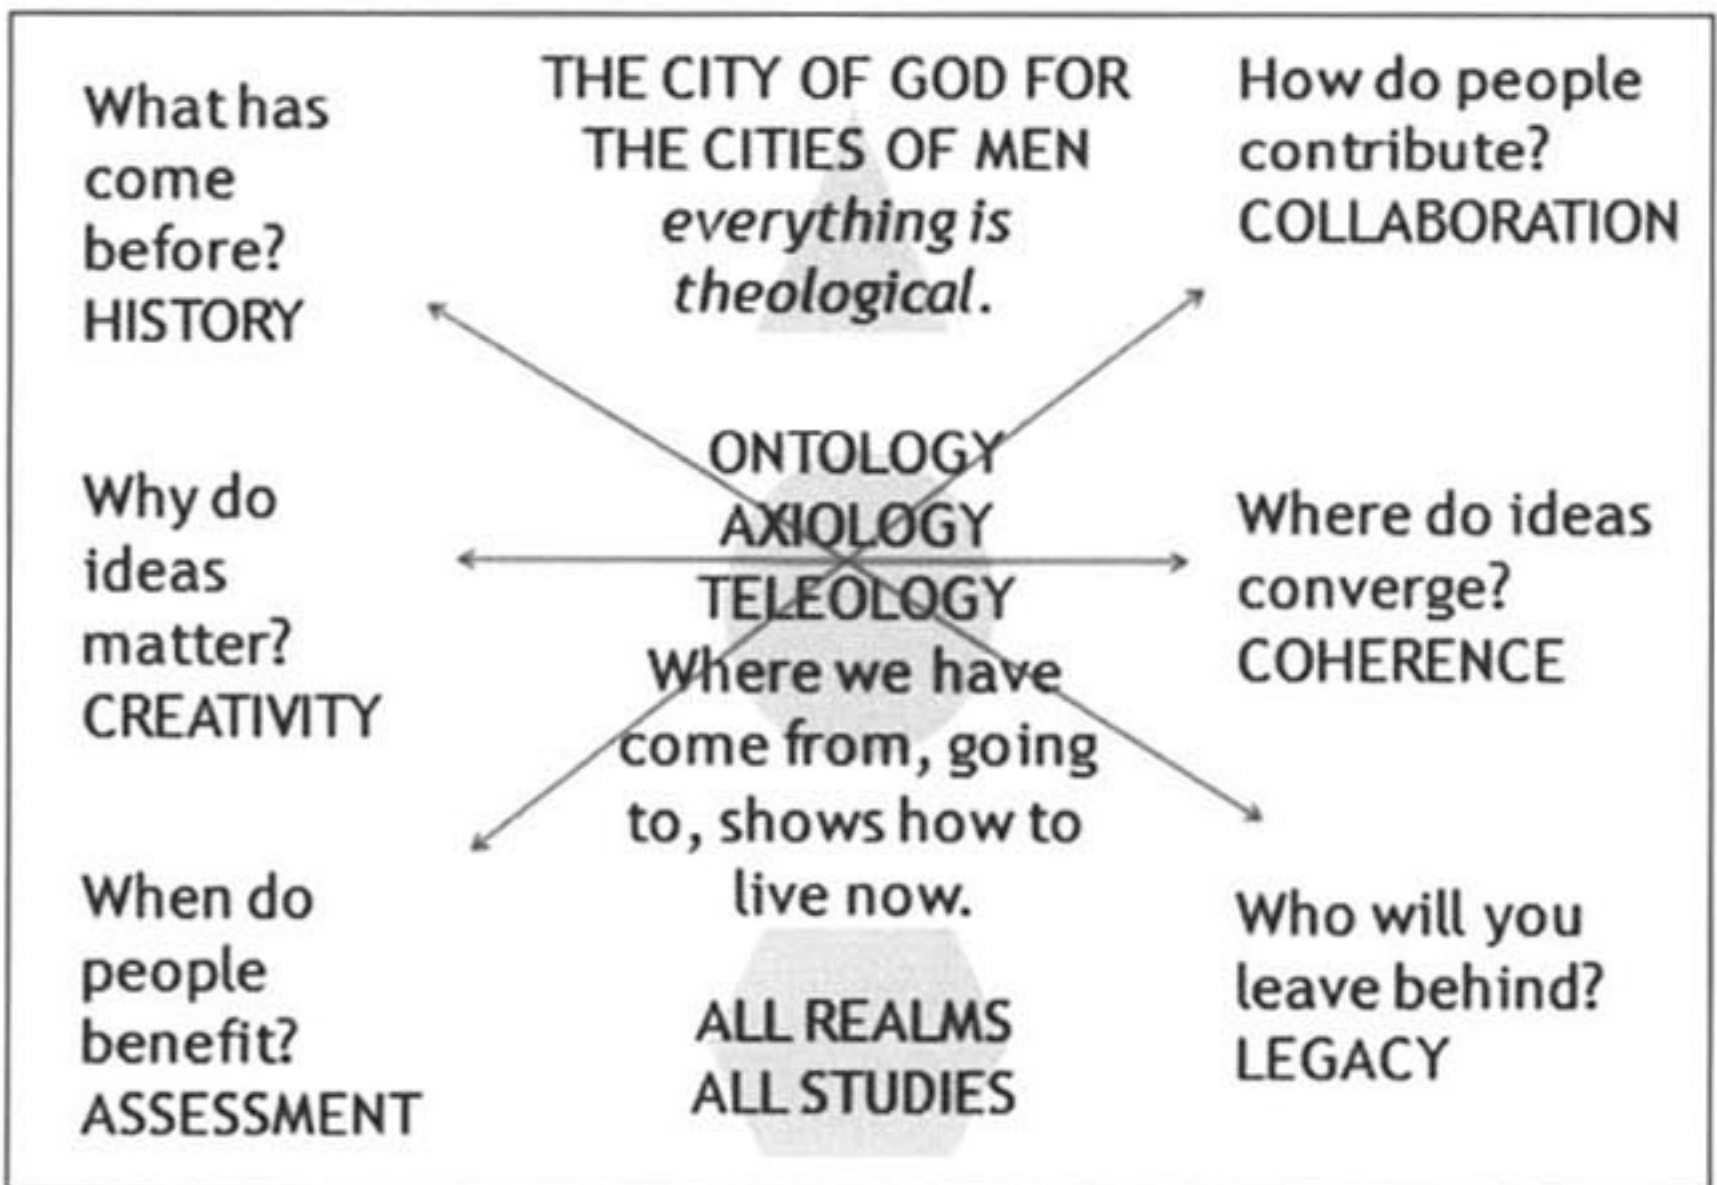 What has
come
before?
HISTORY
THE CITY OF GOD FOR
THE CITIES OF MEN
everything is
theological.
How do people
contribute?
COLLABORATION
Why do
ideas
matter?
CREATIVITY
ONTOLOGY
AXIOLOGY
TELEOLOGY
Where we have
come from, going
to, shows how to
live now.
Where do ideas
converge?
COHERENCE
When do
people
benefit?
ASSESSMENT
ALL REALMS
ALL STUDIES
Who will you
leave behind?
LEGACY